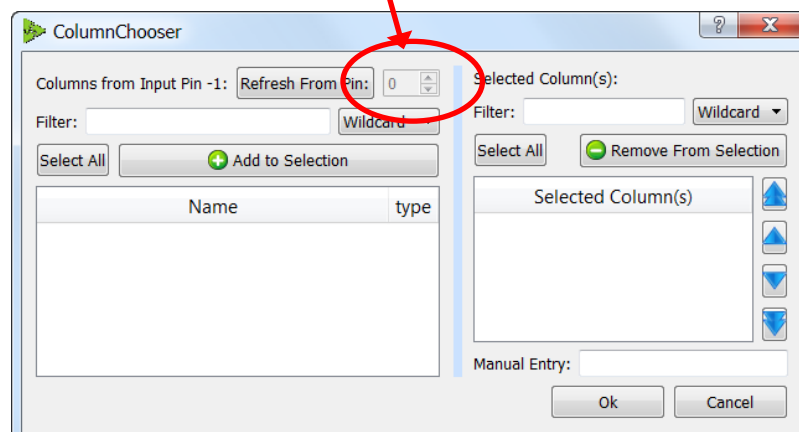 ColumnChooser
Columns from Input Pin -1: Refresh From Pin: 0
Filter: Wildcard
Select All Add to Selection
Name type
Selected Column(s):
Filter: Wildcard
Select All Remove From Selection
Selected Column(s)
Manual Entry:
Ok Cancel